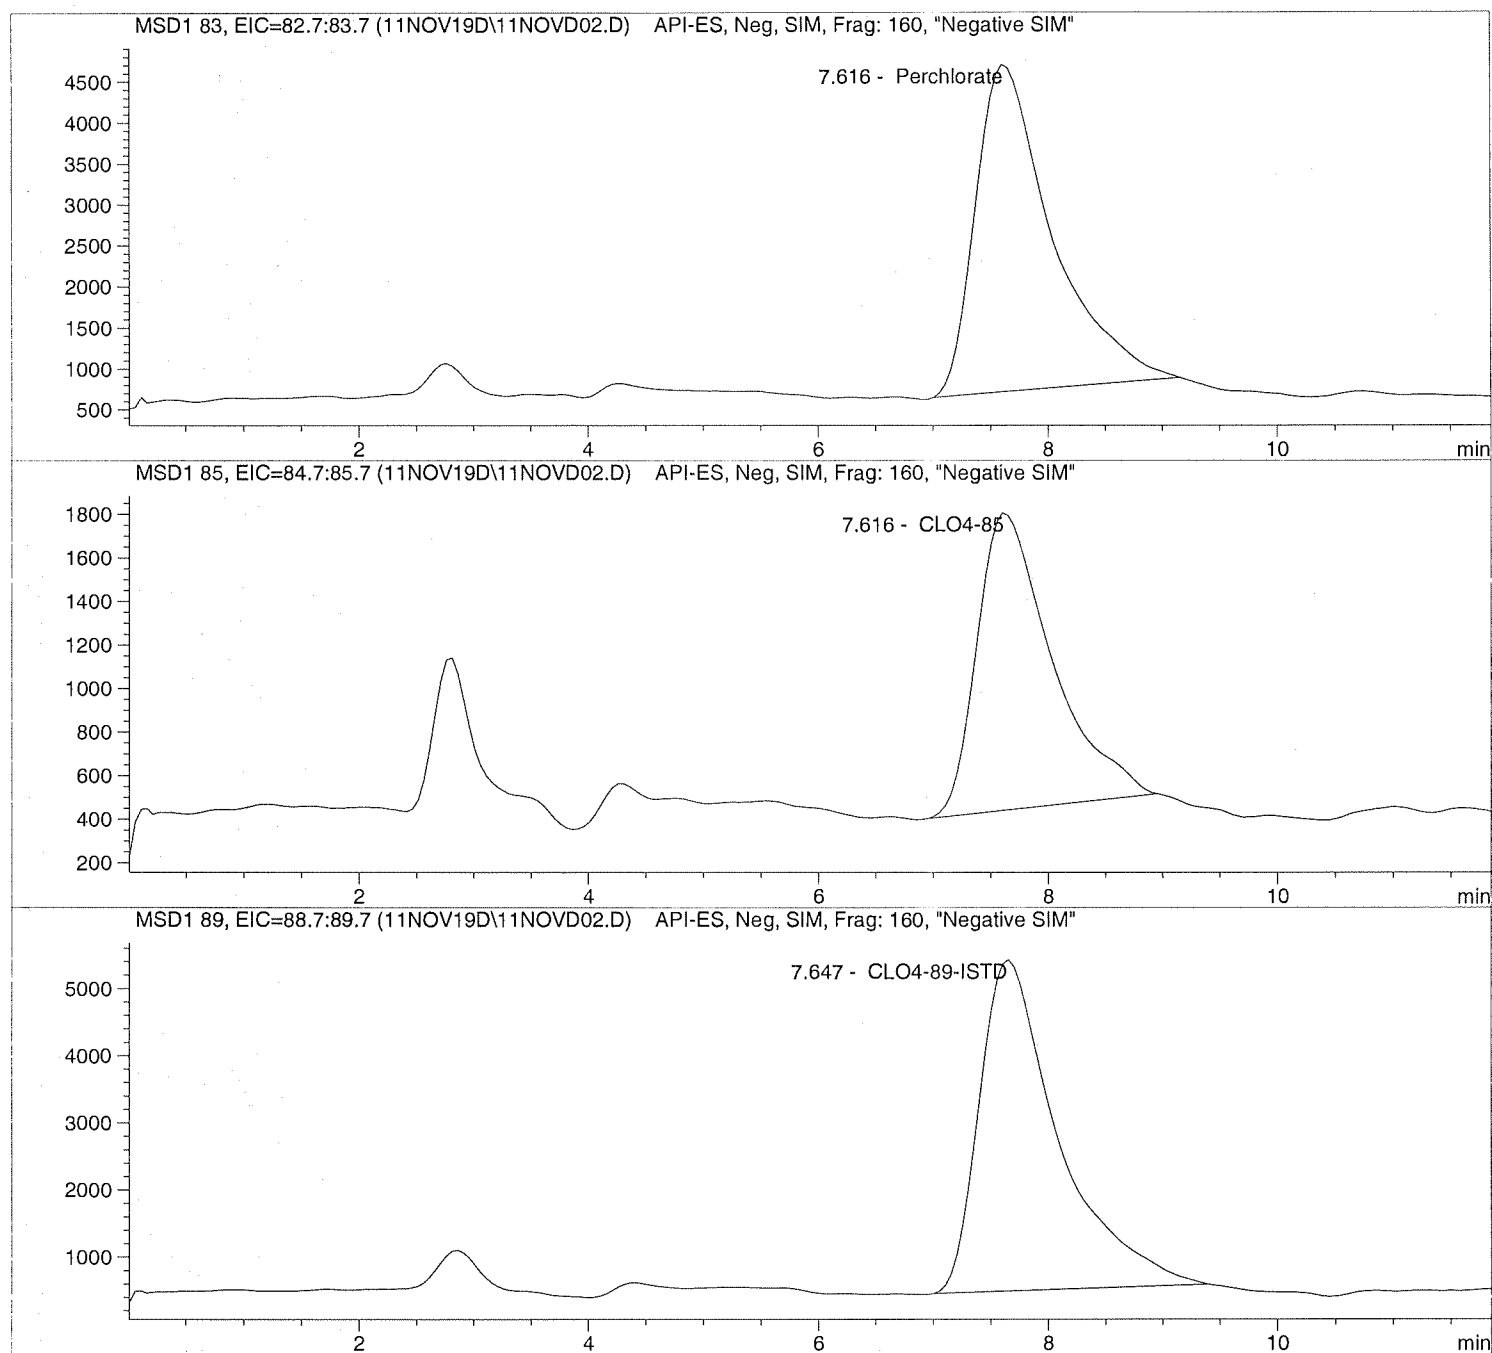 MSD1 83, EIC=82.7:83.7 (11NOV19D\11NOVD02.D) API-ES, Neg, SIM, Frag: 160, "Negative SIM"
7.616 - Perchlorate
4500
4000
3500
3000
2500
2000
1500
1000
500
2 4 6 8 10 min
MSD1 85, EIC=84.7:85.7 (11NOV19D\11NOVD02.D) API-ES, Neg, SIM, Frag: 160, "Negative SIM"
1800
7.616 - CLO4-85
1600
1400
1200
1000
800
600
400
200
2 4 6 8 10 min
MSD1 89, EIC=88.7:89.7 (11NOV19D\11NOVD02.D) API-ES, Neg, SIM, Frag: 160, "Negative SIM"
7.647 - CLO4-89-ISTD
5000
4000
3000
2000
1000
2 4 6 8 10 min